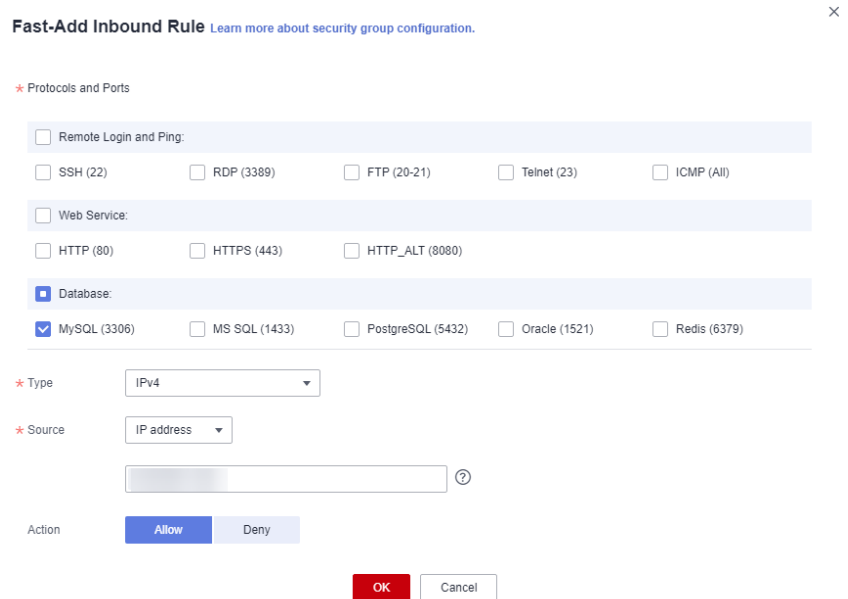 Fast-Add Inbound Rule Learn more about security group configuration.
* Protocols and Ports
Remote Login and Ping:
SSH (22) RDP (3389) FTP (20-21) Telnet (23) ICMP (All)
Web Service:
HTTP (80) HTTPS (443) HTTP_ALT (8080)
Database:
MySQL (3306) MS SQL (1433) PostgreSQL (5432) Oracle (1521) Redis (6379)
* Type IPv4
* Source IP address
?
Action Allow Deny
OK Cancel